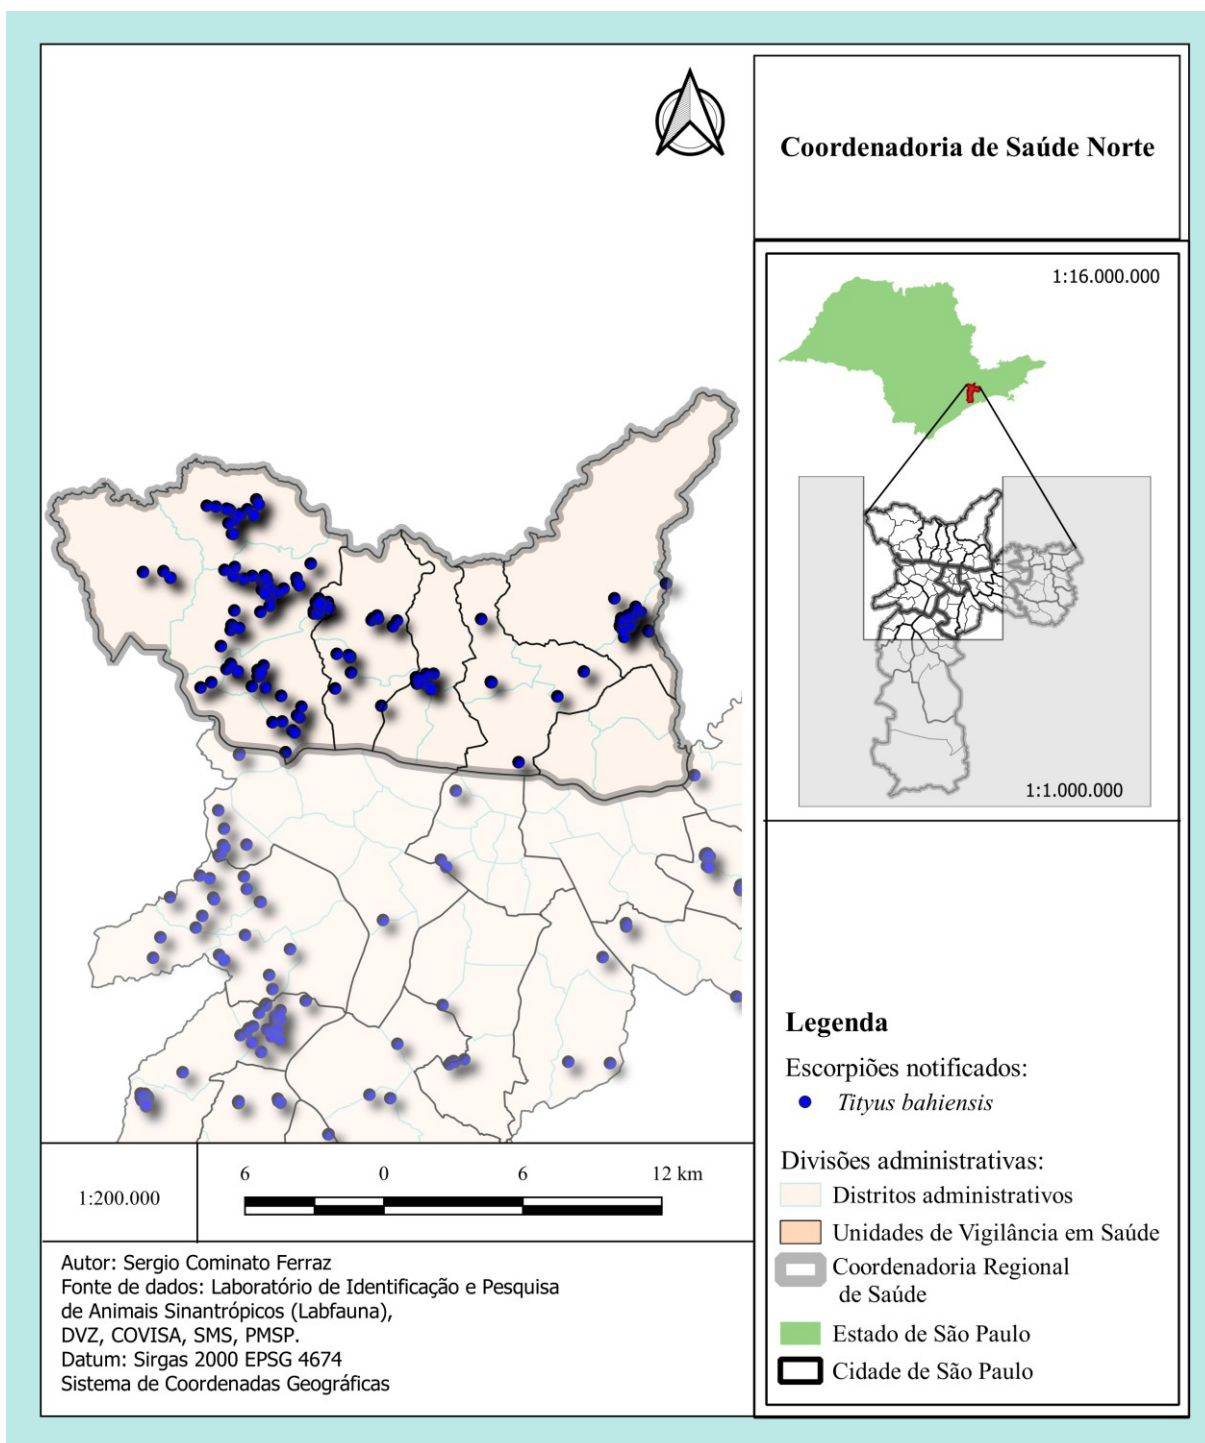 Coordenadoria de Saúde Norte
1:16.000.000
1:1.000.000
Legenda
Escorpiões notificados:
Tityus bahiensis
Divisões administrativas:
Distritos administrativos
Unidades de Vigilância em Saúde
Coordenadoria Regional
de Saúde
Estado de São Paulo
Cidade de São Paulo
1:200.000
6 0 6 12 km
Autor: Sergio Cominato Ferraz
Fonte de dados: Laboratório de Identificação e Pesquisa
de Animais Sinantrópicos (Labfauna),
DVZ, COVISA, SMS, PMSP.
Datum: Sirgas 2000 EPSG 4674
Sistema de Coordenadas Geográficas